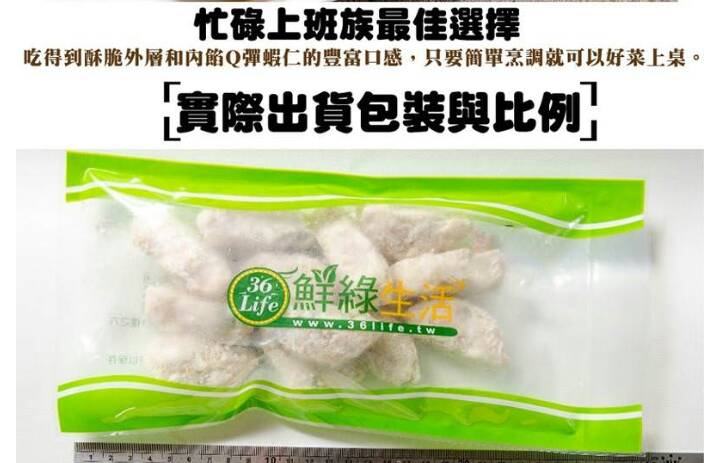 忙碌上班族最佳選擇
吃得到酥脆外層和內餡Q彈蝦仁的豐富口感，只要簡單烹調就可以好菜上桌。
實際出貨包裝與比例
36
Life
鮮綠生活
www.36life.tw